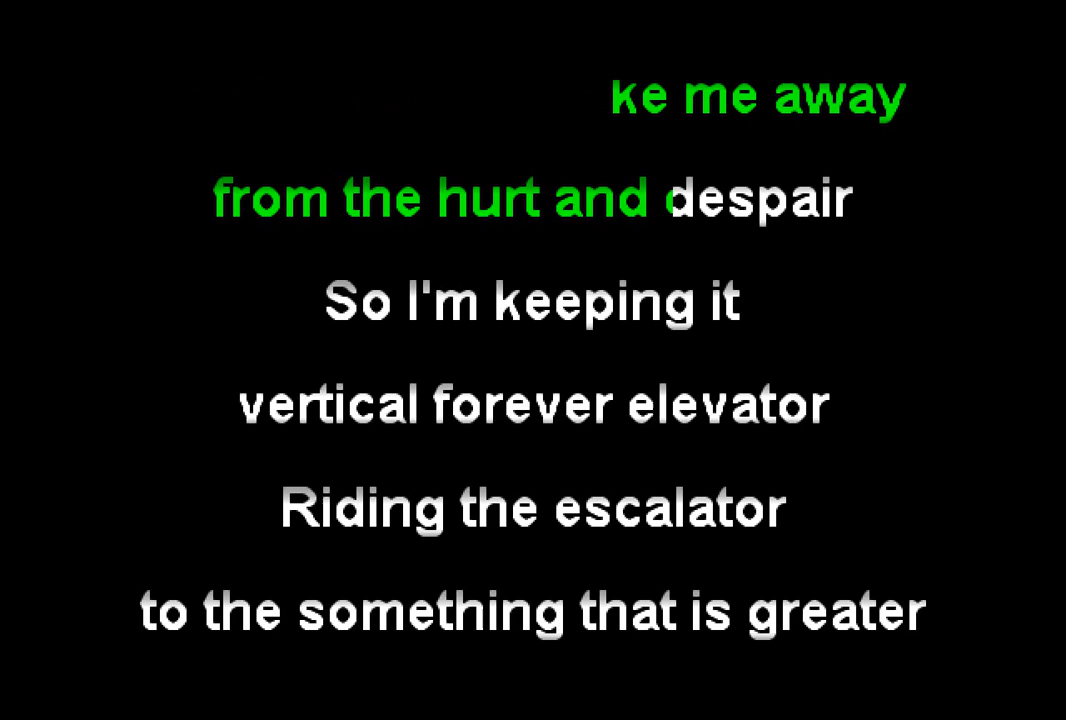 ke me away
from the hurt and despair
So I'm keeping it
vertical forever elevator
Riding the escalator
to the something that is greater